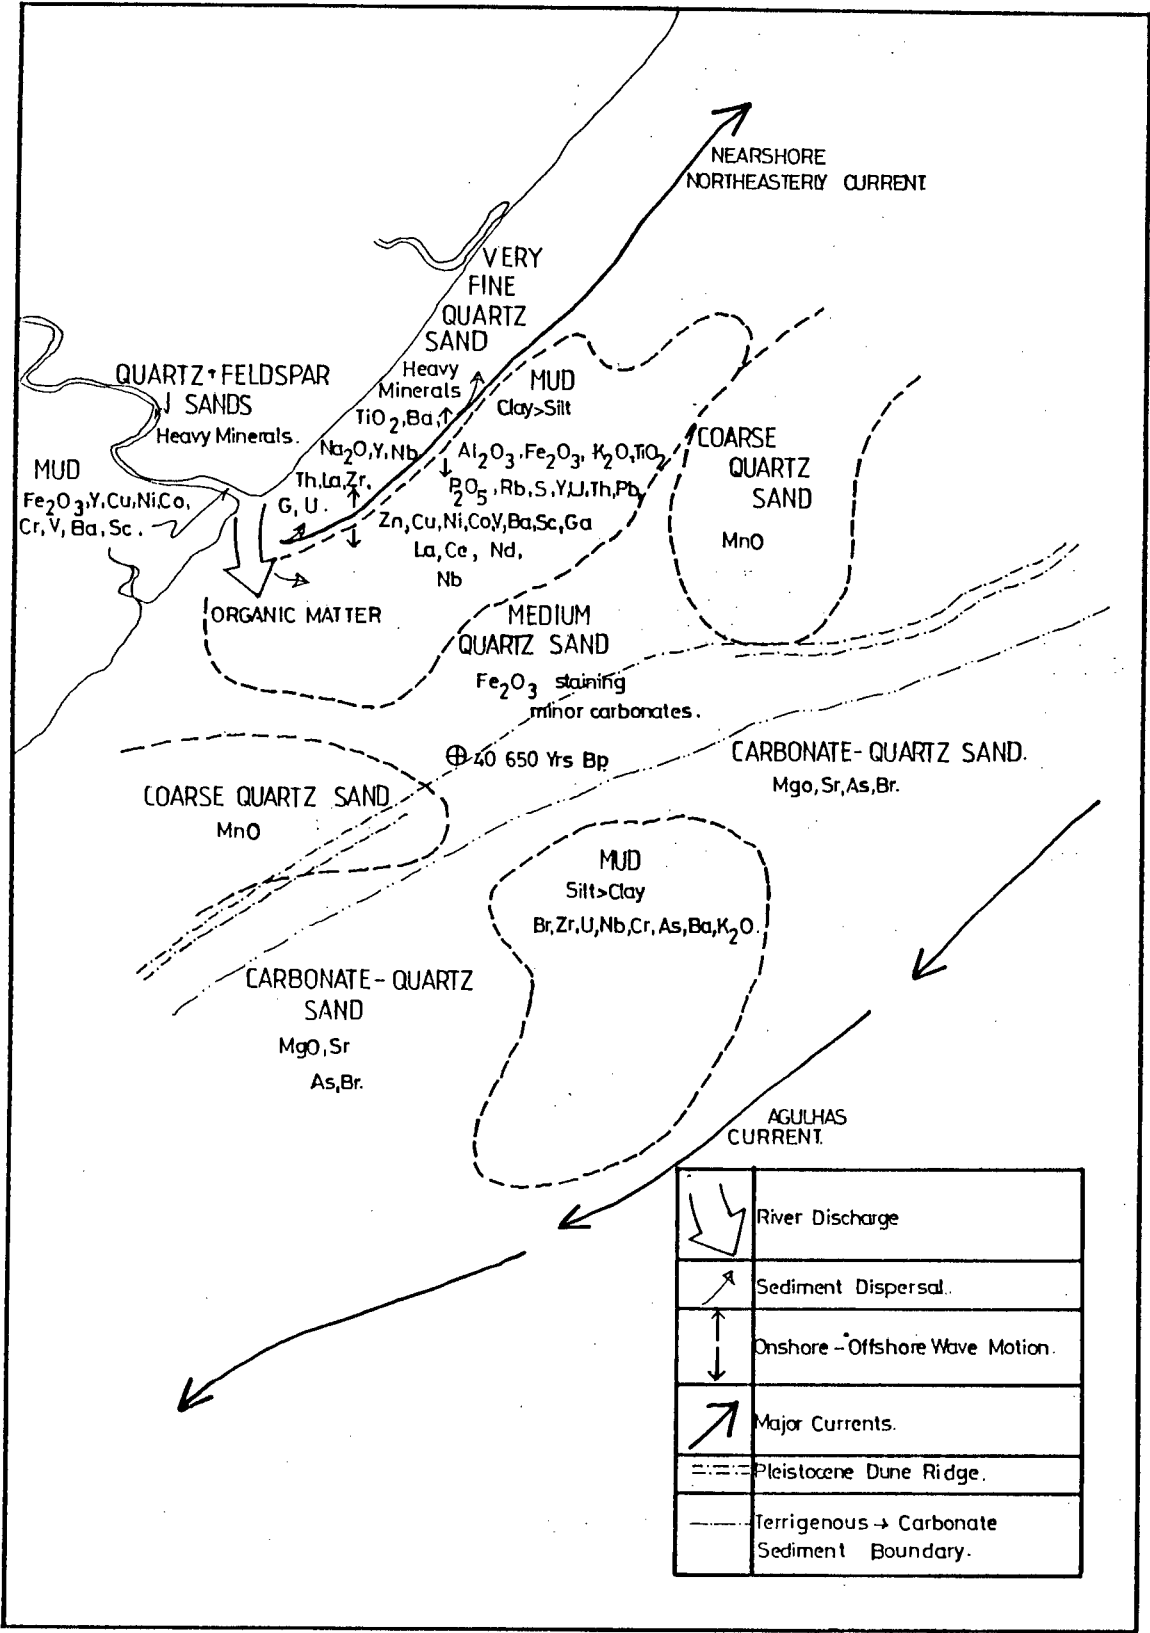 NEARSHORE
NORTHEASTERLY CURRENT
VERY
FINE
QUARTZ
SAND
Heavy
Minerals
TiO2,Ba,
Na2O,Y,Nb
Th,La,Zr.
G,U.
QUARTZ+FELDSPAR
SANDS
Heavy Minerals.
MUD
Fe2O3,Y,Cu,Ni,Co,
Cr,V,Ba,Sc.
MUD
Clay>Silt
Al2O3,Fe2O3,K2O,TiO2
P2O5,Rb,S,Y,U,Th,Pb,
Zn,Cu,Ni,Co,V,Ba,Sc,Ga
La,Ce, Nd,
Nb
COARSE
QUARTZ
SAND
MnO
ORGANIC MATTER
MEDIUM
QUARTZ SAND
Fe2O3 staining
minor carbonates.
40 650 Yrs Bp
CARBONATE-QUARTZ SAND.
Mgo,Sr,As,Br.
COARSE QUARTZ SAND
MnO
MUD
Silt>Clay
Br,Zr,U,Nb,Cr,As,Ba,K2O.
CARBONATE-QUARTZ
SAND
MgO,Sr
As,Br.
AGULHAS
CURRENT.
River Discharge
Sediment Dispersal.
Onshore-Offshore Wave Motion.
Major Currents.
Pleistocene Dune Ridge.
Terrigenous→Carbonate
Sediment Boundary.